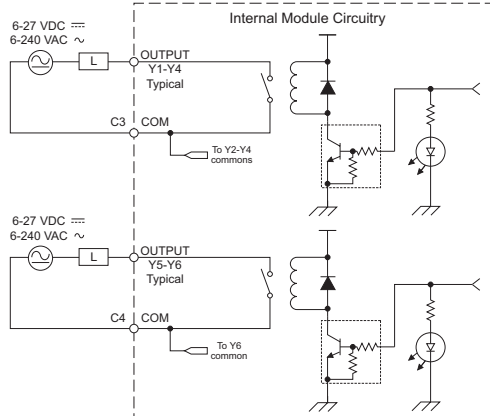 Internal Module Circuitry
6-27 VDC ⎓
6-240 VAC ∿
L
OUTPUT
Y1-Y4
Typical
C3
COM
To Y2-Y4
commons
6-27 VDC ⎓
6-240 VAC ∿
L
OUTPUT
Y5-Y6
Typical
C4
COM
To Y6
common